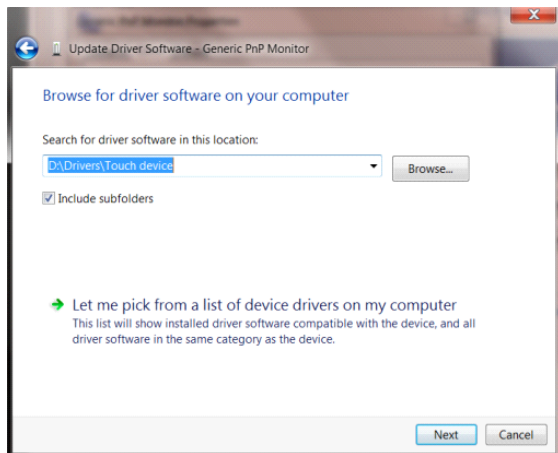 Update Driver Software - Generic PnP Monitor
Browse for driver software on your computer
Search for driver software in this location:
D:\Drivers\Touch device
Browse...
Include subfolders
Let me pick from a list of device drivers on my computer
This list will show installed driver software compatible with the device, and all
driver software in the same category as the device.
Next
Cancel